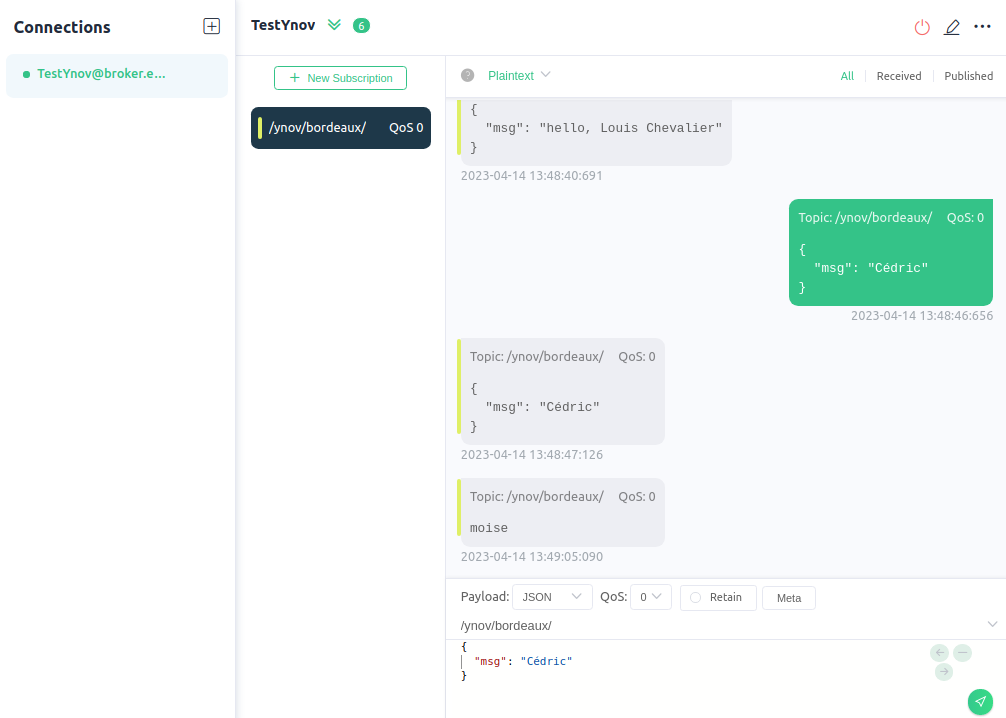 Connections
TestYnov@broker.e...
TestYnov 6
+ New Subscription
/ynov/bordeaux/ QoS 0
? Plaintext All Received Published
{
"msg": "hello, Louis Chevalier"
}
2023-04-14 13:48:40:691
Topic: /ynov/bordeaux/ QoS: 0
{
"msg": "Cédric"
}
2023-04-14 13:48:46:656
Topic: /ynov/bordeaux/ QoS: 0
{
"msg": "Cédric"
}
2023-04-14 13:48:47:126
Topic: /ynov/bordeaux/ QoS: 0
moise
2023-04-14 13:49:05:090
Payload: JSON QoS: 0 Retain Meta
/ynov/bordeaux/
{
"msg": "Cédric"
}